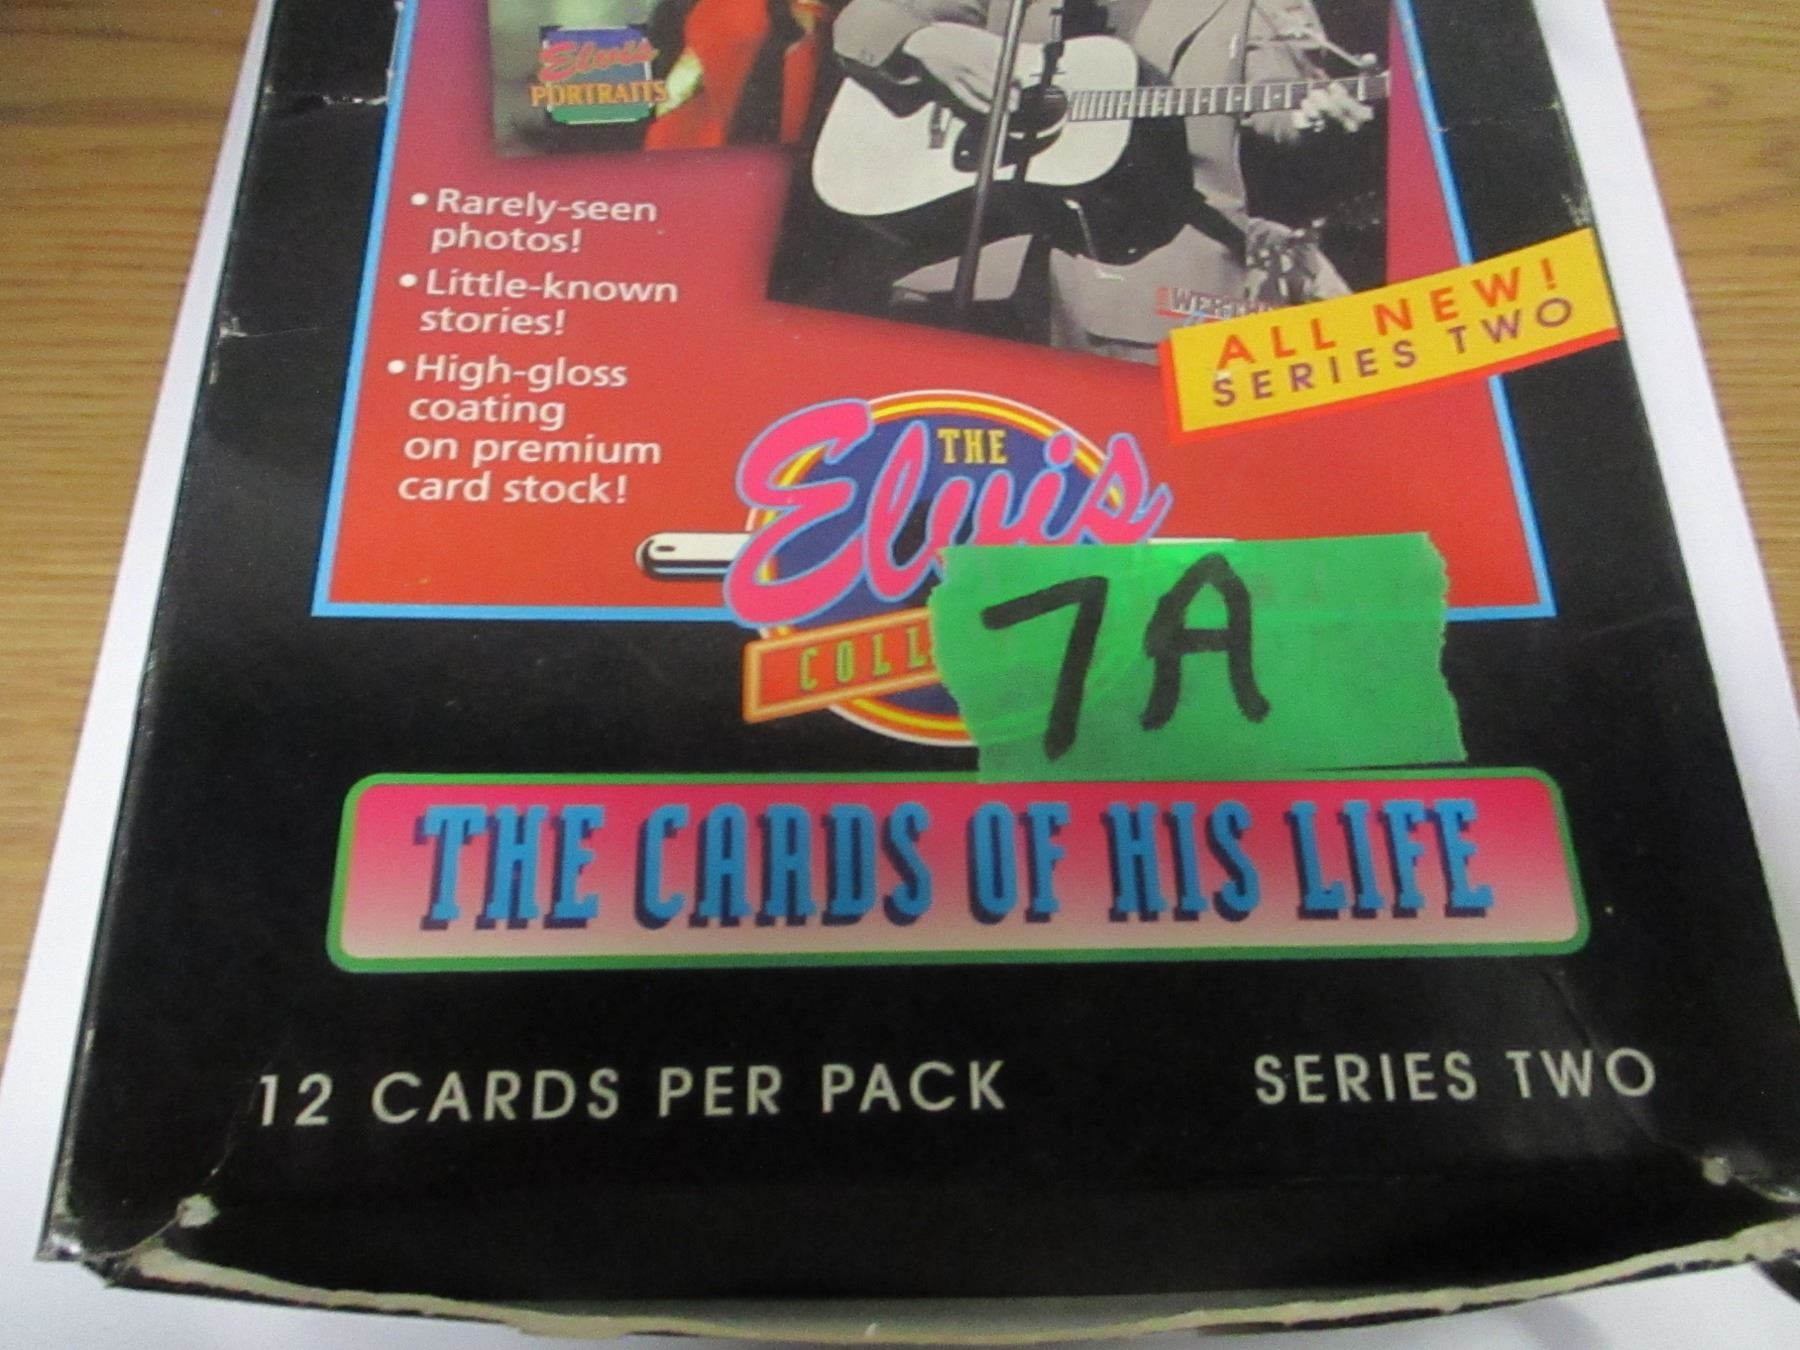 Elvis
PORTRAITS
• Rarely-seen
photos!
• Little-known
stories!
• High-gloss
coating
on premium
card stock!
ALL NEW!
SERIES TWO
THE
Elvis
7A
THE CARDS OF HIS LIFE
12 CARDS PER PACK
SERIES TWO